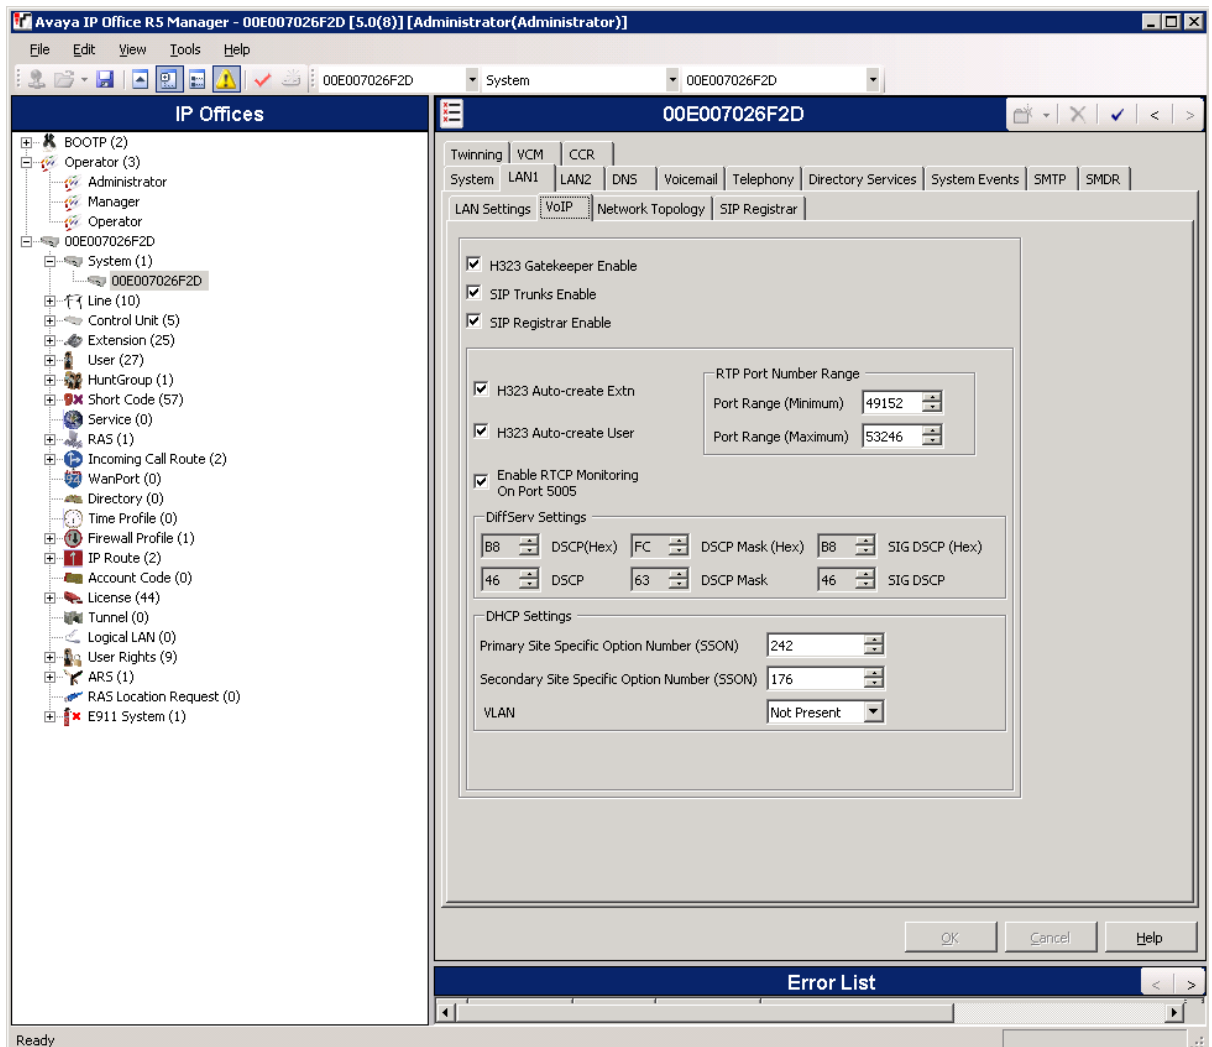 Avaya IP Office R5 Manager - 00E007026F2D [5.0(8)] [Administrator(Administrator)]
File Edit View Tools Help
00E007026F2D System 00E007026F2D
IP Offices
BOOTP (2)
Operator (3)
Administrator
Manager
Operator
00E007026F2D
System (1)
00E007026F2D
Line (10)
Control Unit (5)
Extension (25)
User (27)
HuntGroup (1)
Short Code (57)
Service (0)
RAS (1)
Incoming Call Route (2)
WanPort (0)
Directory (0)
Time Profile (0)
Firewall Profile (1)
IP Route (2)
Account Code (0)
License (44)
Tunnel (0)
Logical LAN (0)
User Rights (9)
ARS (1)
RAS Location Request (0)
E911 System (1)
00E007026F2D
Twinning VCM CCR
System LAN1 LAN2 DNS Voicemail Telephony Directory Services System Events SMTP SMDR
LAN Settings VoIP Network Topology SIP Registrar
H323 Gatekeeper Enable
SIP Trunks Enable
SIP Registrar Enable
H323 Auto-create Extn
H323 Auto-create User
Enable RTCP Monitoring
On Port 5005
RTP Port Number Range
Port Range (Minimum) 49152
Port Range (Maximum) 53246
DiffServ Settings
B8 DSCP(Hex) FC DSCP Mask (Hex) B8 SIG DSCP (Hex)
46 DSCP 63 DSCP Mask 46 SIG DSCP
DHCP Settings
Primary Site Specific Option Number (SSON) 242
Secondary Site Specific Option Number (SSON) 176
VLAN Not Present
OK Cancel Help
Error List
Ready